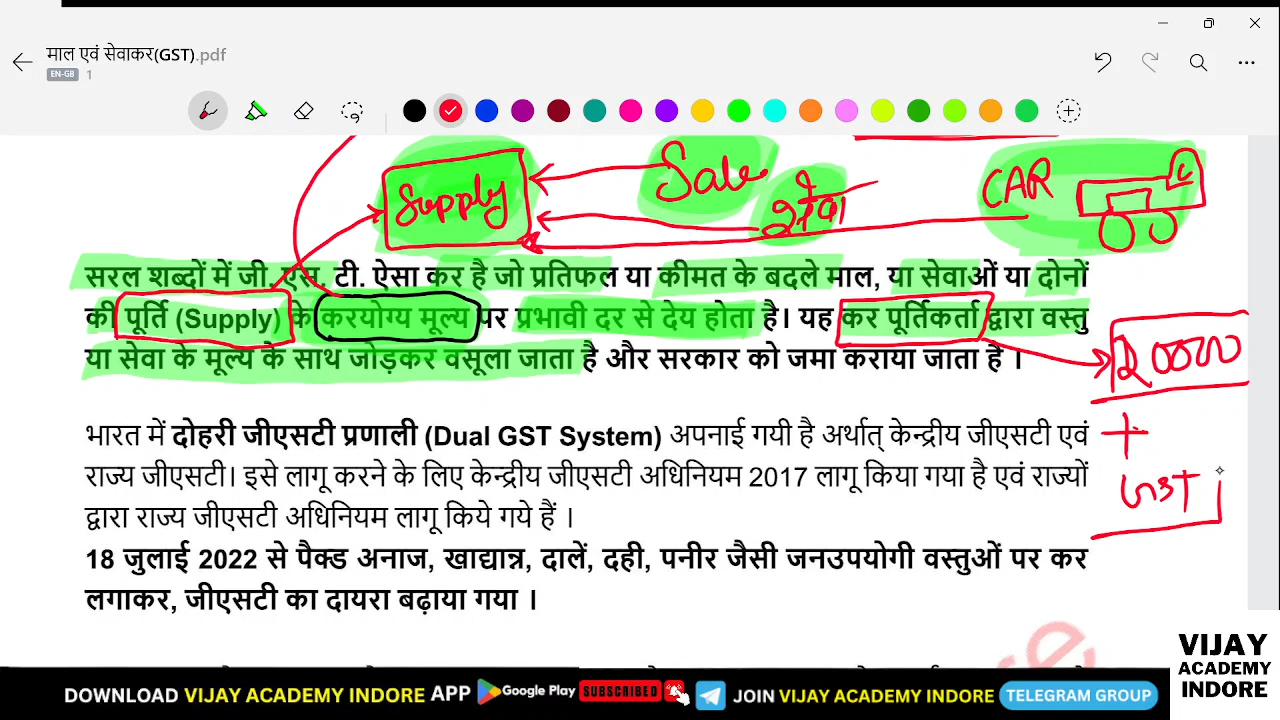 माल एवं सेवाकर(GST).pdf
EN-GB 1
Supply Sale सेवा CAR
सरल शब्दों में जी. एस. टी. ऐसा कर है जो प्रतिफल या कीमत के बदले माल, या सेवाओं या दोनों
की पूर्ति (Supply) के करयोग्य मूल्य पर प्रभावी दर से देय होता है। यह कर पूर्तिकर्ता द्वारा वस्तु
या सेवा के मूल्य के साथ जोड़कर वसूला जाता है और सरकार को जमा कराया जाता है ।
+
GST
भारत में दोहरी जीएसटी प्रणाली (Dual GST System) अपनाई गयी है अर्थात् केन्द्रीय जीएसटी एवं
राज्य जीएसटी। इसे लागू करने के लिए केन्द्रीय जीएसटी अधिनियम 2017 लागू किया गया है एवं राज्यों
द्वारा राज्य जीएसटी अधिनियम लागू किये गये हैं ।
18 जुलाई 2022 से पैक्ड अनाज, खाद्यान्न, दालें, दही, पनीर जैसी जनउपयोगी वस्तुओं पर कर
लगाकर, जीएसटी का दायरा बढ़ाया गया ।
VIJAY
ACADEMY
INDORE
DOWNLOAD VIJAY ACADEMY INDORE APP Google Play SUBSCRIBED JOIN VIJAY ACADEMY INDORE TELEGRAM GROUP